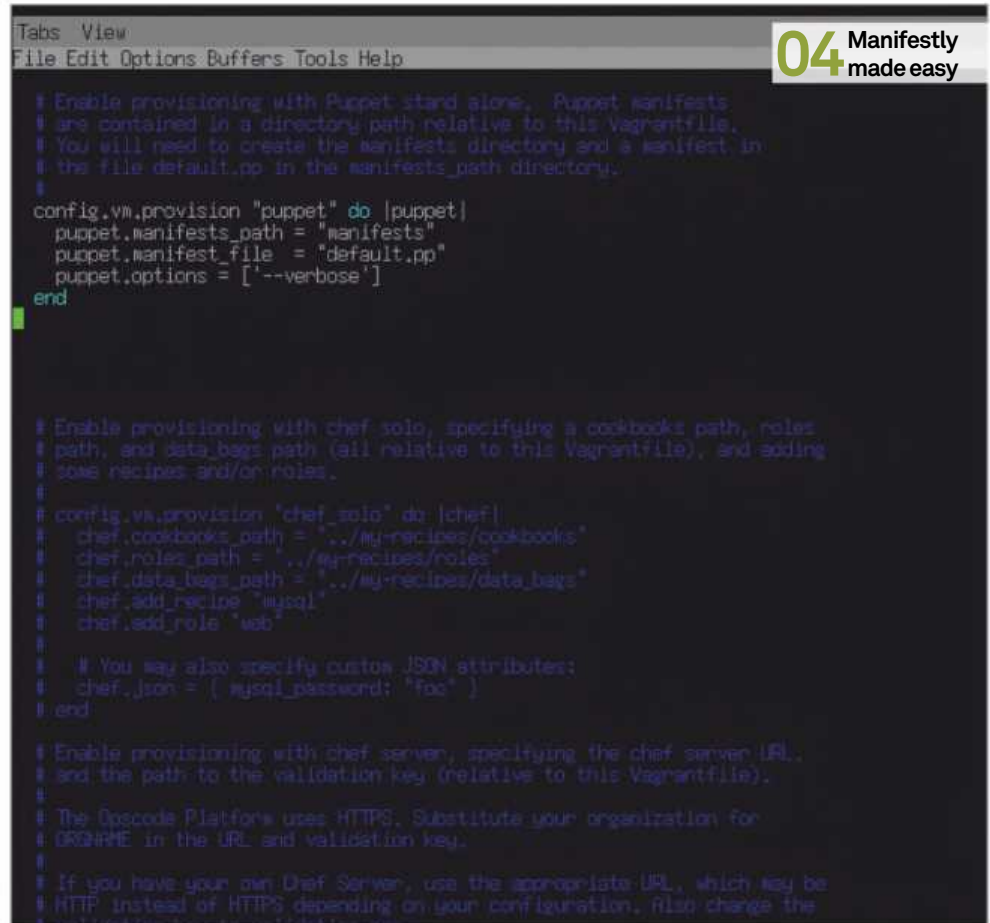 Tabs View
File Edit Options Buffers Tools Help
04 Manifestly
made easy
# Enable provisioning with Puppet stand alone.  Puppet manifests
# are contained in a directory path relative to this Vagrantfile.
# You will need to create the manifests directory and a manifest in
# the file default.pp in the manifests_path directory.
#
config.vm.provision "puppet" do |puppet|
  puppet.manifests_path = "manifests"
  puppet.manifest_file  = "default.pp"
  puppet.options = ['--verbose']
end
# Enable provisioning with chef solo, specifying a cookbooks path, roles
# path, and data_bags path (all relative to this Vagrantfile), and adding
# some recipes and/or roles.
#
# config.vm.provision "chef_solo" do |chef|
#   chef.cookbooks_path = "../my-recipes/cookbooks"
#   chef.roles_path = "../my-recipes/roles"
#   chef.data_bags_path = "../my-recipes/data_bags"
#   chef.add_recipe "mysql"
#   chef.add_role "web"
#
#   # You may also specify custom JSON attributes:
#   chef.json = { mysql_password: "foo" }
# end
# Enable provisioning with chef server, specifying the chef server URL,
# and the path to the validation key (relative to this Vagrantfile).
#
# The Opscode Platform uses HTTPS. Substitute your organization for
# ORGNAME in the URL and validation key.
#
# If you have your own Chef Server, use the appropriate URL, which may be
# HTTP instead of HTTPS depending on your configuration. Also change the